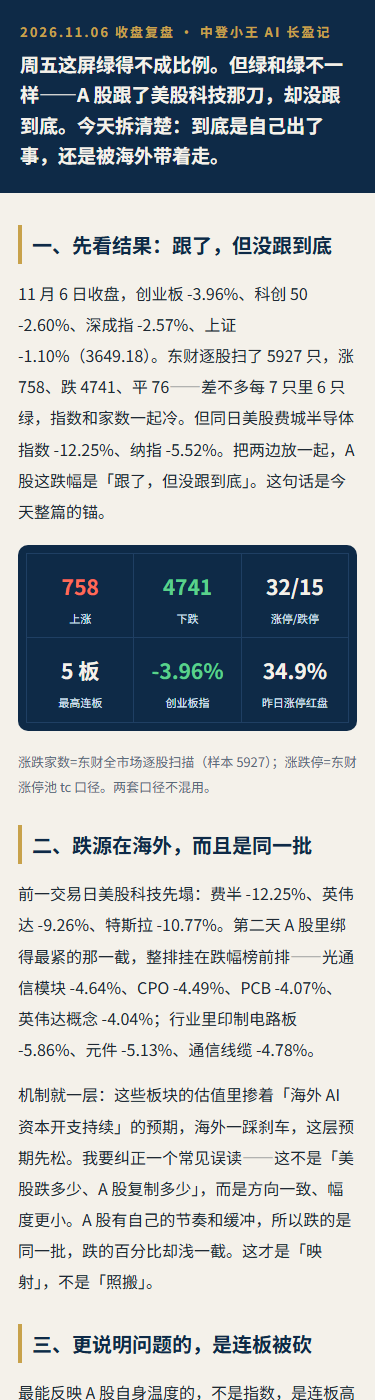 2026.11.06 收盘复盘 · 中登小王 AI 长盈记
周五这屏绿得不成比例。但绿和绿不一
样——A 股跟了美股科技那刀，却没跟
到底。今天拆清楚：到底是自己出了
事，还是被海外带着走。
一、先看结果：跟了，但没跟到底
11 月 6 日收盘，创业板 -3.96%、科创 50
-2.60%、深成指 -2.57%、上证
-1.10%（3649.18）。东财逐股扫了 5927 只，涨
758、跌 4741、平 76——差不多每 7 只里 6 只
绿，指数和家数一起冷。但同日美股费城半导体
指数 -12.25%、纳指 -5.52%。把两边放一起，A
股这跌幅是「跟了，但没跟到底」。这句话是今
天整篇的锚。
758 4741 32/15
上涨 下跌 涨停/跌停
5 板 -3.96% 34.9%
最高连板 创业板指 昨日涨停红盘
涨跌家数=东财全市场逐股扫描（样本 5927）；涨跌停=东财
涨停池 tc 口径。两套口径不混用。
二、跌源在海外，而且是同一批
前一交易日美股科技先塌：费半 -12.25%、英伟
达 -9.26%、特斯拉 -10.77%。第二天 A 股里绑
得最紧的那一截，整排挂在跌幅榜前排——光通
信模块 -4.64%、CPO -4.49%、PCB -4.07%、
英伟达概念 -4.04%；行业里印制电路板
-5.86%、元件 -5.13%、通信线缆 -4.78%。
机制就一层：这些板块的估值里掺着「海外 AI
资本开支持续」的预期，海外一踩刹车，这层预
期先松。我要纠正一个常见误读——这不是「美
股跌多少、A 股复制多少」，而是方向一致、幅
度更小。A 股有自己的节奏和缓冲，所以跌的是
同一批，跌的百分比却浅一截。这才是「映
射」，不是「照搬」。
三、更说明问题的，是连板被砍
最能反映 A 股自身温度的，不是指数，是连板高